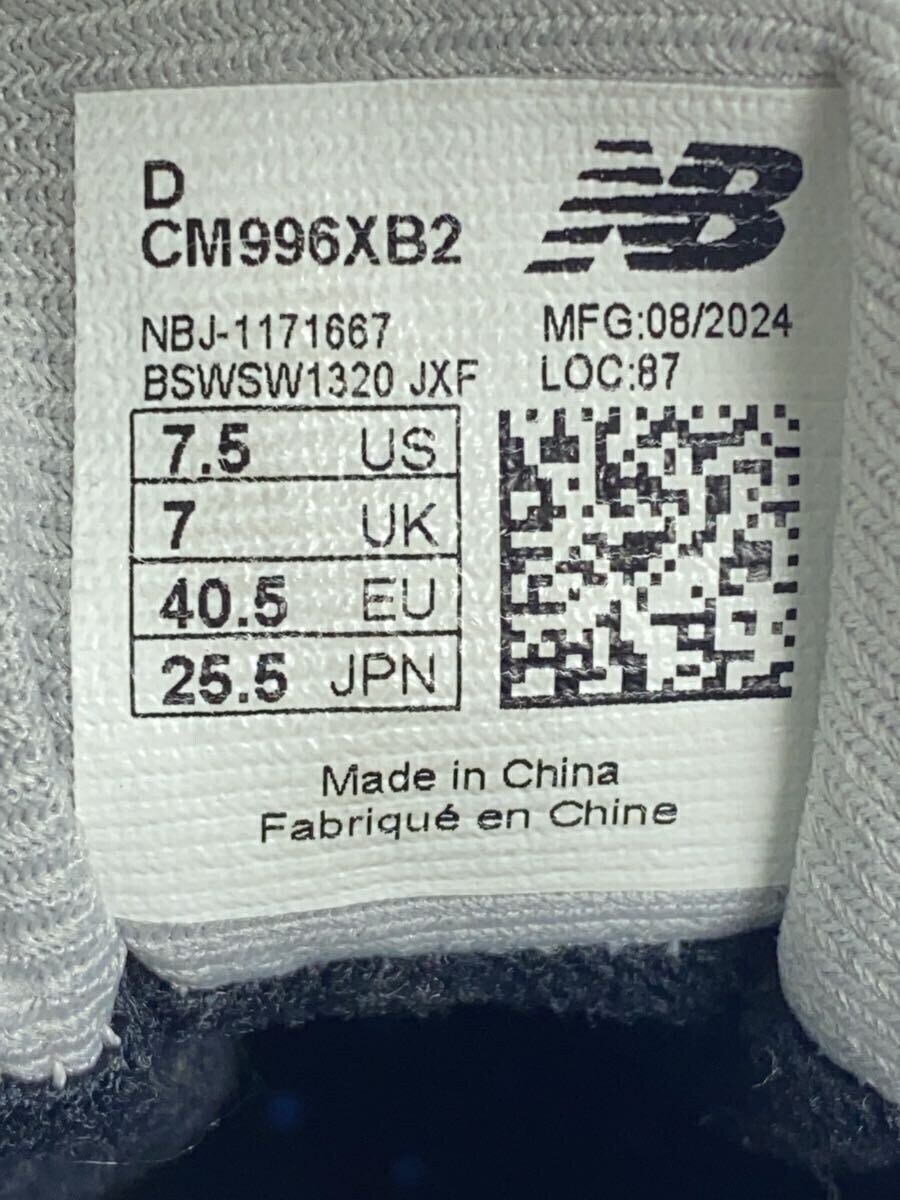 D
CM996XB2
NB
NBJ-1171667
BSWSW1320 JXF
MFG:08/2024
LOC:87
7.5 US
7 UK
40.5 EU
25.5 JPN
Made in China
Fabriqué en Chine